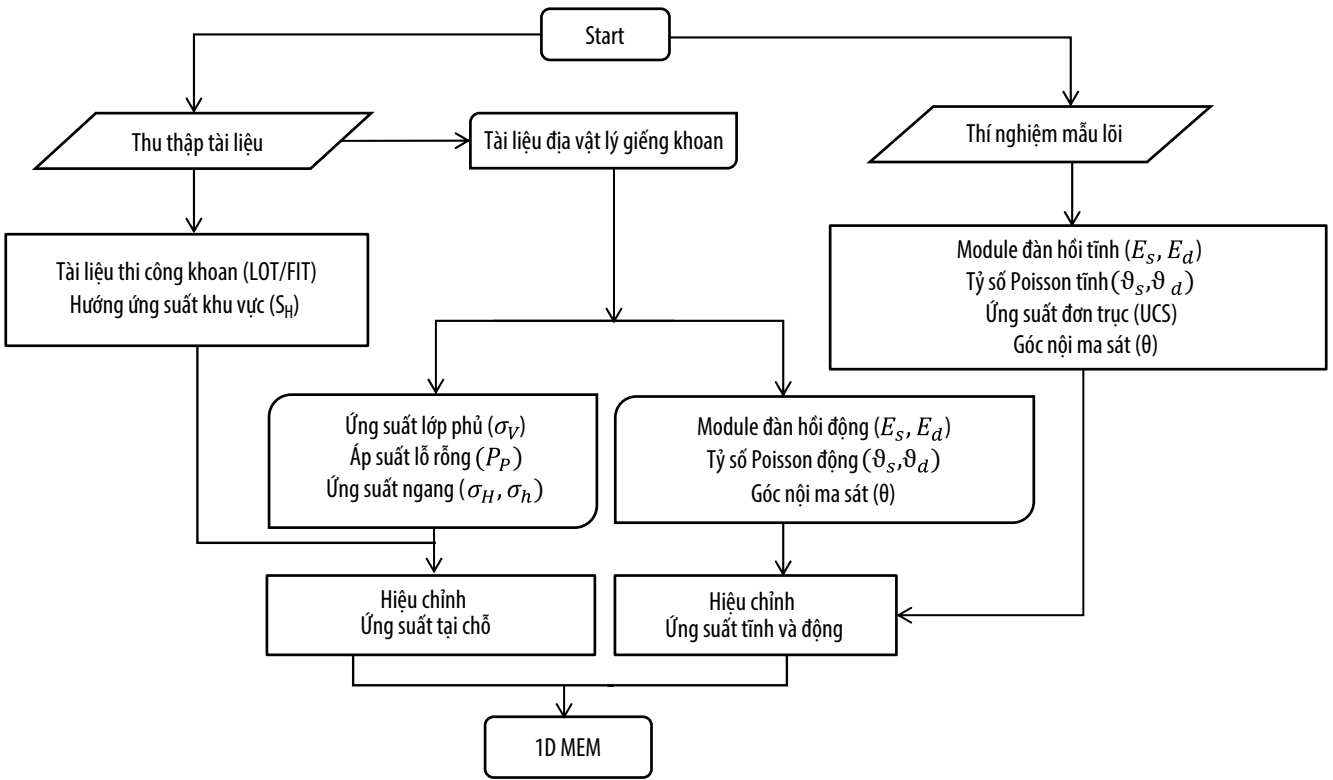 Start
Thu thập tài liệu
Tài liệu địa vật lý giếng khoan
Thí nghiệm mẫu lõi
Tài liệu thi công khoan (LOT/FIT)
Hướng ứng suất khu vực (S_H)
Module đàn hồi tĩnh (E_s, E_d)
Tỷ số Poisson tĩnh (ϑ_s,ϑ_d)
Ứng suất đơn trục (UCS)
Góc nội ma sát (θ)
Ứng suất lớp phủ (σ_V)
Áp suất lỗ rỗng (P_P)
Ứng suất ngang (σ_H, σ_h)
Module đàn hồi động (E_s, E_d)
Tỷ số Poisson động (ϑ_s,ϑ_d)
Góc nội ma sát (θ)
Hiệu chỉnh
Ứng suất tại chỗ
Hiệu chỉnh
Ứng suất tĩnh và động
1D MEM